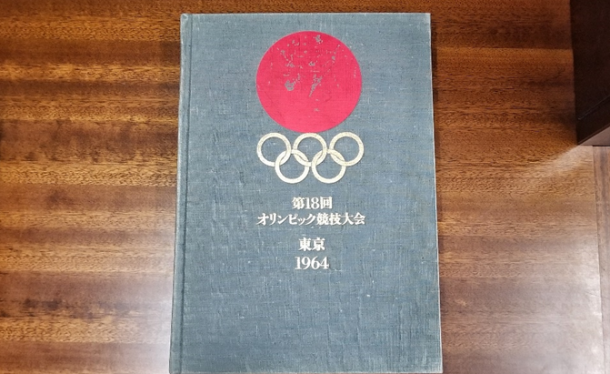 第18回
オリンピック競技大会
東京
1964